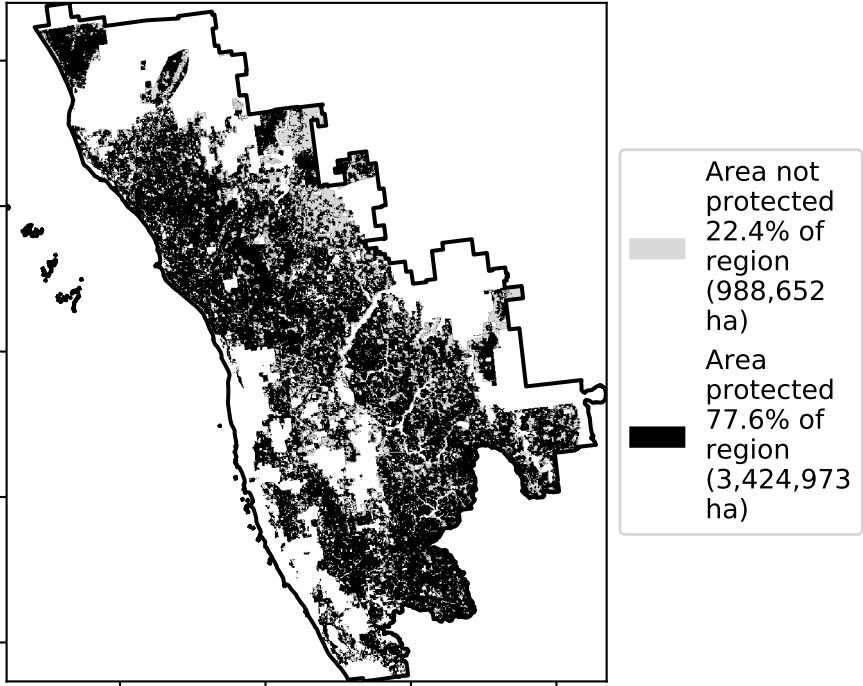 Area not
protected
22.4% of
region
(988,652
ha)
Area
protected
77.6% of
region
(3,424,973
ha)